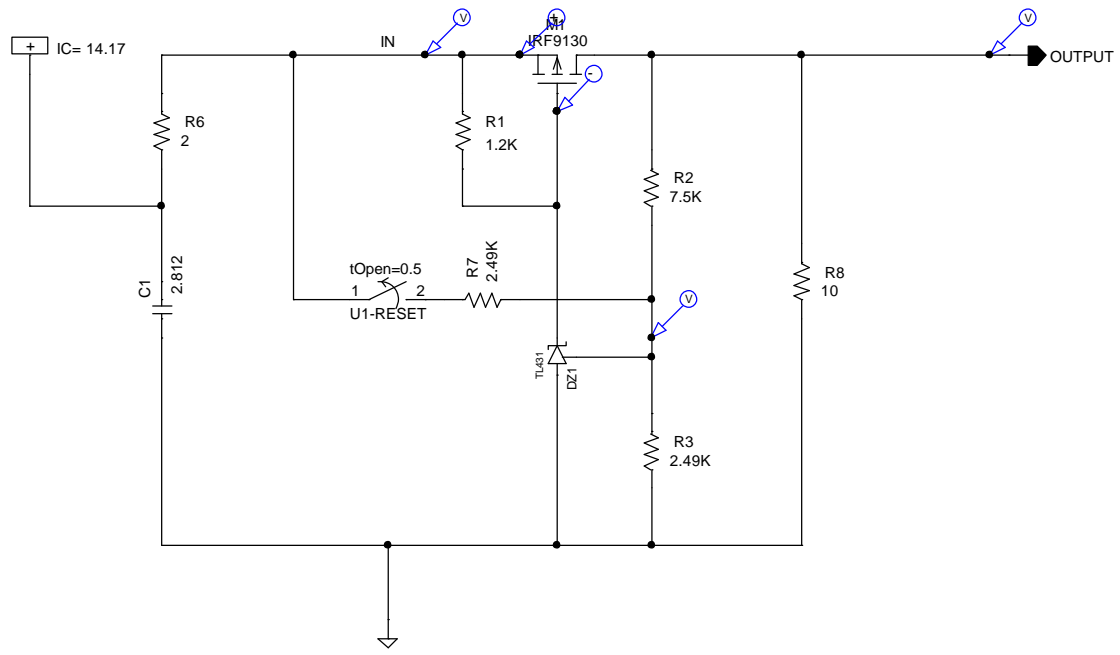 + IC= 14.17
IN
M1
IRF9130
V
+
-
V
OUTPUT
R6
2
R1
1.2K
R2
7.5K
C1
2.812
tOpen=0.5
1 2
U1-RESET
R7
2.49K
V
R8
10
TL431
DZ1
R3
2.49K